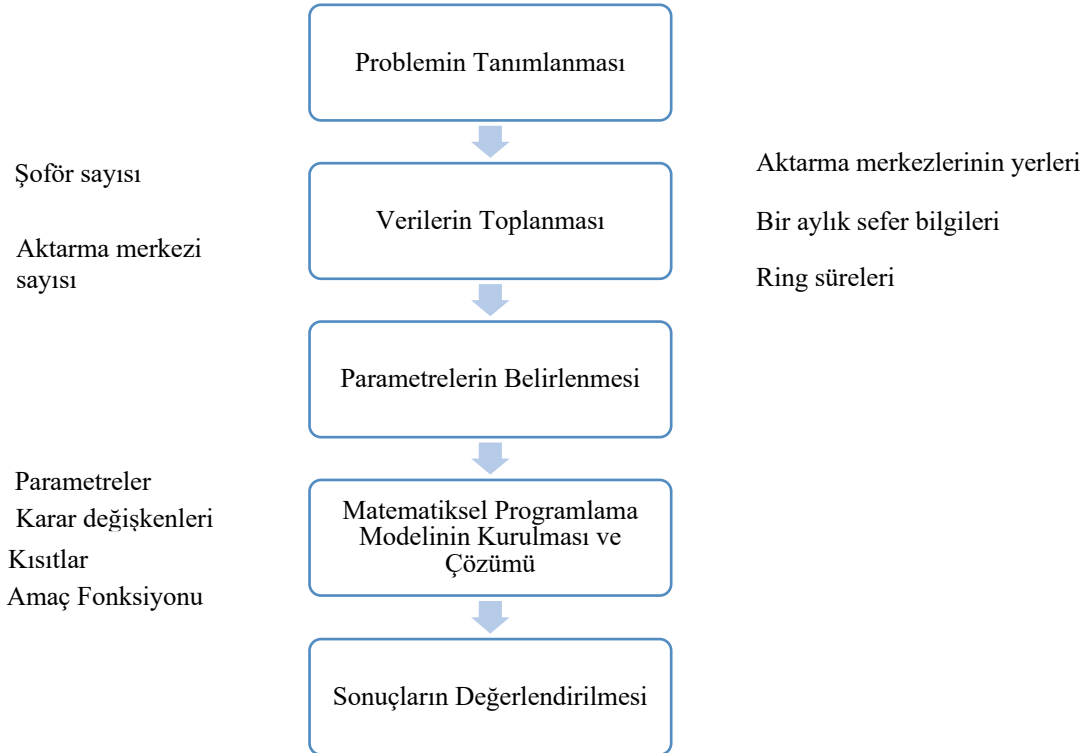 Problemin Tanımlanması
Şoför sayısı
Aktarma merkezi
sayısı
Verilerin Toplanması
Aktarma merkezlerinin yerleri
Bir aylık sefer bilgileri
Ring süreleri
Parametrelerin Belirlenmesi
Parametreler
Karar değişkenleri
Kısıtlar
Amaç Fonksiyonu
Matematiksel Programlama
Modelinin Kurulması ve
Çözümü
Sonuçların Değerlendirilmesi